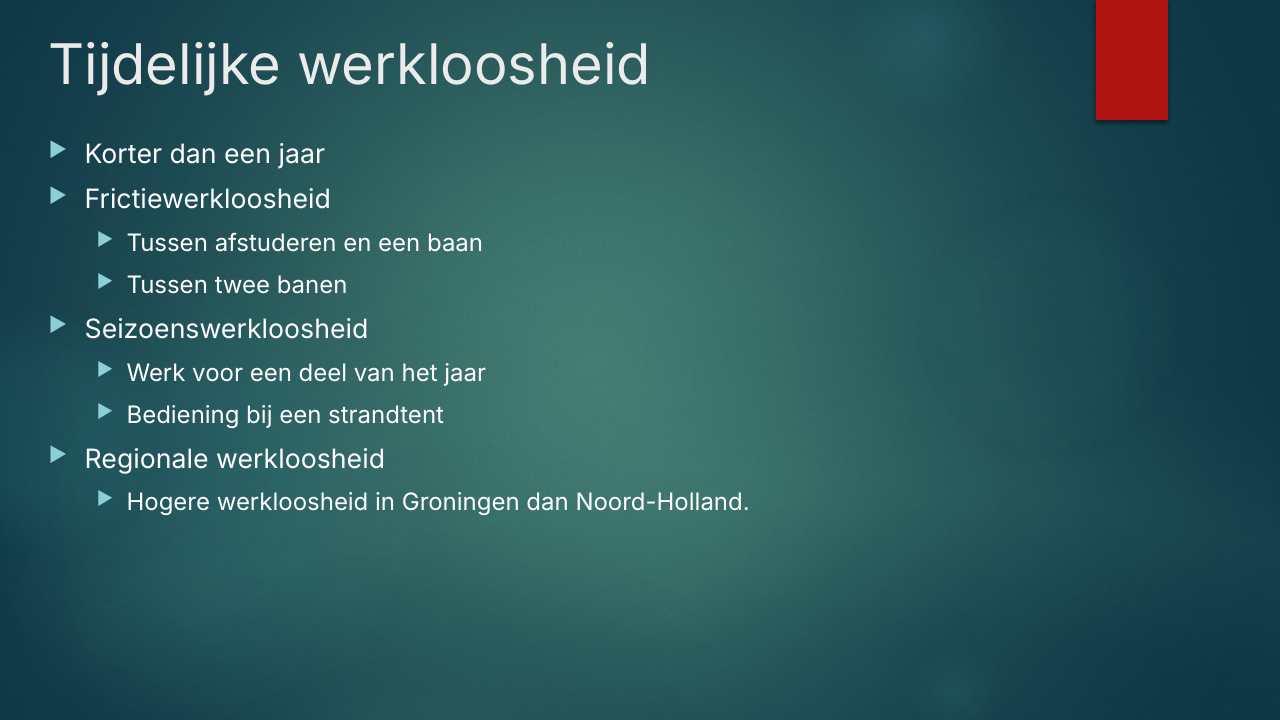 Tijdelijke werkloosheid
Korter dan een jaar
Frictiewerkloosheid
Tussen afstuderen en een baan
Tussen twee banen
Seizoenswerkloosheid
Werk voor een deel van het jaar
Bediening bij een strandtent
Regionale werkloosheid
Hogere werkloosheid in Groningen dan Noord-Holland.